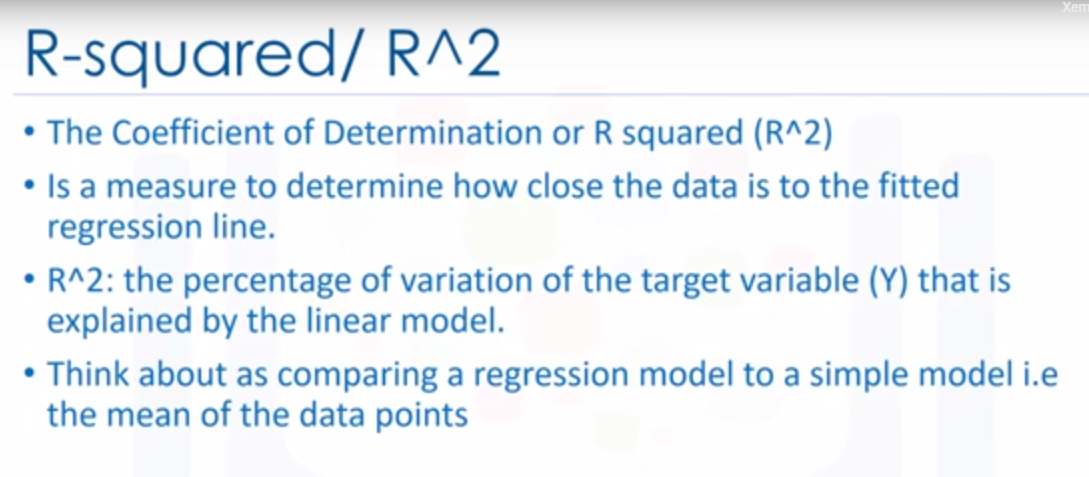 Xem
R-squared/ R^2
• The Coefficient of Determination or R squared (R^2)
• Is a measure to determine how close the data is to the fitted
regression line.
• R^2: the percentage of variation of the target variable (Y) that is
explained by the linear model.
• Think about as comparing a regression model to a simple model i.e
the mean of the data points